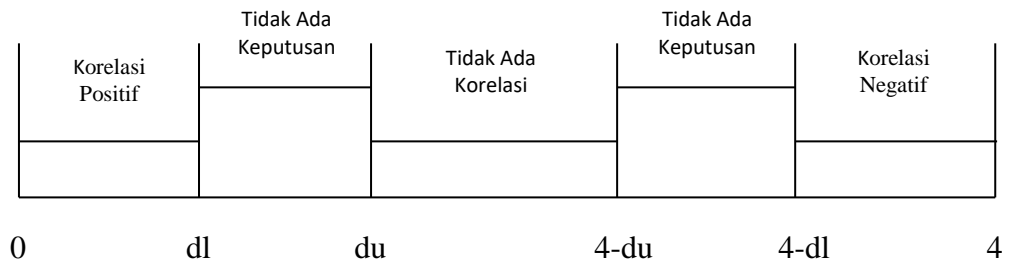 Tidak Ada
Keputusan
Tidak Ada
Keputusan
Korelasi
Positif
Tidak Ada
Korelasi
Korelasi
Negatif
0 dl du 4-du 4-dl 4